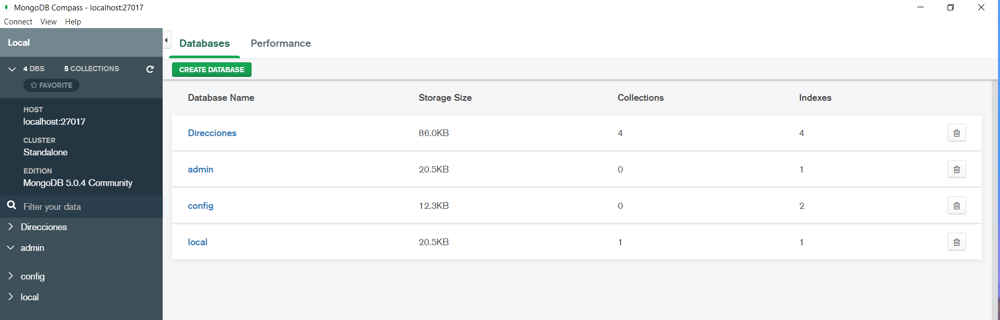 MongoDB Compass - localhost:27017
Connect View Help
Local
4 DBS 5 COLLECTIONS
FAVORITE
HOST
localhost:27017
CLUSTER
Standalone
EDITION
MongoDB 5.0.4 Community
Filter your data
Direcciones
admin
config
local
Databases Performance
CREATE DATABASE
Database Name Storage Size Collections Indexes
Direcciones 86.0KB 4 4
admin 20.5KB 0 1
config 12.3KB 0 2
local 20.5KB 1 1